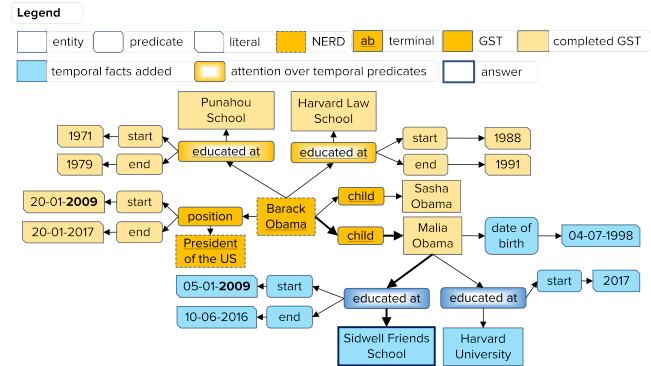 Legend
entity
predicate
literal
NERD
ab
terminal
GST
completed GST
temporal facts added
attention over temporal predicates
answer
Punahou
School
Harvard Law
School
1971
start
1979
end
educated at
educated at
start
1988
end
1991
20-01-2009
start
20-01-2017
end
position
President
of the US
Barack
Obama
child
Sasha
Obama
child
Malia
Obama
date of
birth
04-07-1998
05-01-2009
start
10-06-2016
end
educated at
educated at
start
2017
Sidwell Friends
School
Harvard
University